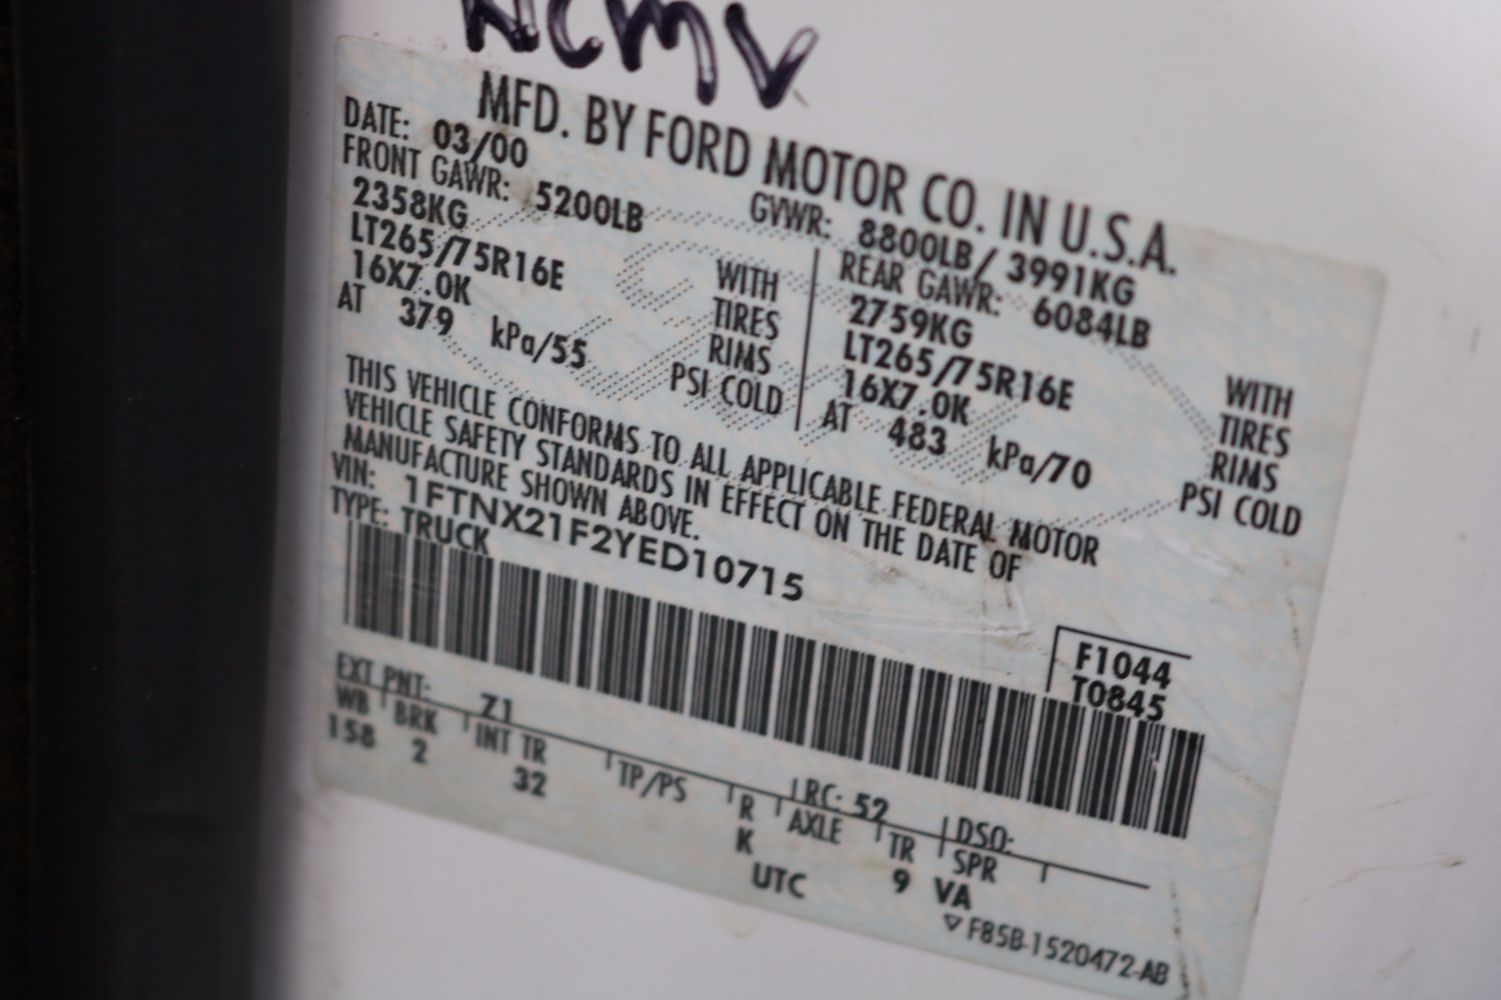 NCMV
MFD. BY FORD MOTOR CO. IN U.S.A.
DATE: 03/00 GVWR: 8800LB/ 3991KG
FRONT GAWR: 5200LB REAR GAWR: 6084LB
2358KG WITH 2759KG WITH
LT265/75R16E TIRES LT265/75R16E TIRES
16X7.0K RIMS 16X7.0K RIMS
AT 379 kPa/55 PSI COLD AT 483 kPa/70 PSI COLD
THIS VEHICLE CONFORMS TO ALL APPLICABLE FEDERAL MOTOR
VEHICLE SAFETY STANDARDS IN EFFECT ON THE DATE OF
MANUFACTURE SHOWN ABOVE.
VIN: 1FTNX21F2YED10715
TYPE: TRUCK
F1044
T0845
EXT PNT: Z1 RC: 52 DSO:
WB BRK INT TR TP/PS R AXLE TR SPR
158 2 32 K 9 VA
UTC
▽ F85B-1520472-AB